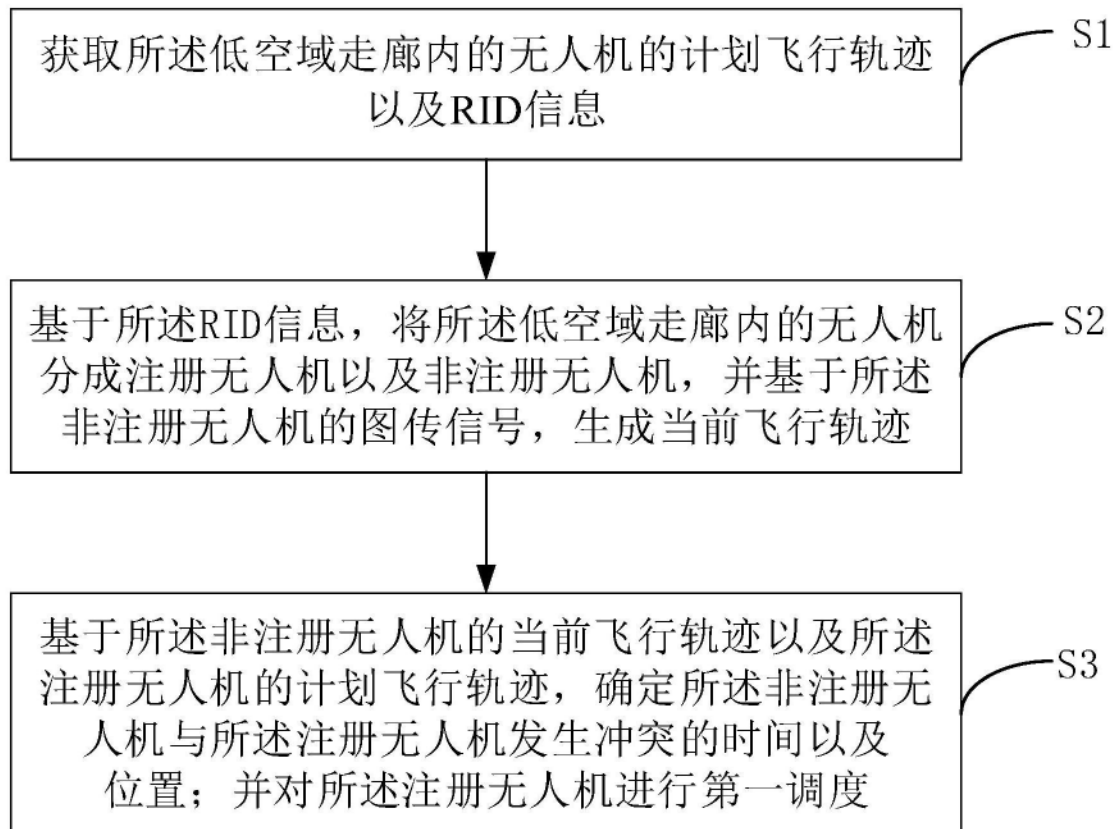 获取所述低空域走廊内的无人机的计划飞行轨迹
以及RID信息
S1
基于所述RID信息，将所述低空域走廊内的无人机
分成注册无人机以及非注册无人机，并基于所述
非注册无人机的图传信号，生成当前飞行轨迹
S2
基于所述非注册无人机的当前飞行轨迹以及所述
注册无人机的计划飞行轨迹，确定所述非注册无
人机与所述注册无人机发生冲突的时间以及
位置；并对所述注册无人机进行第一调度
S3